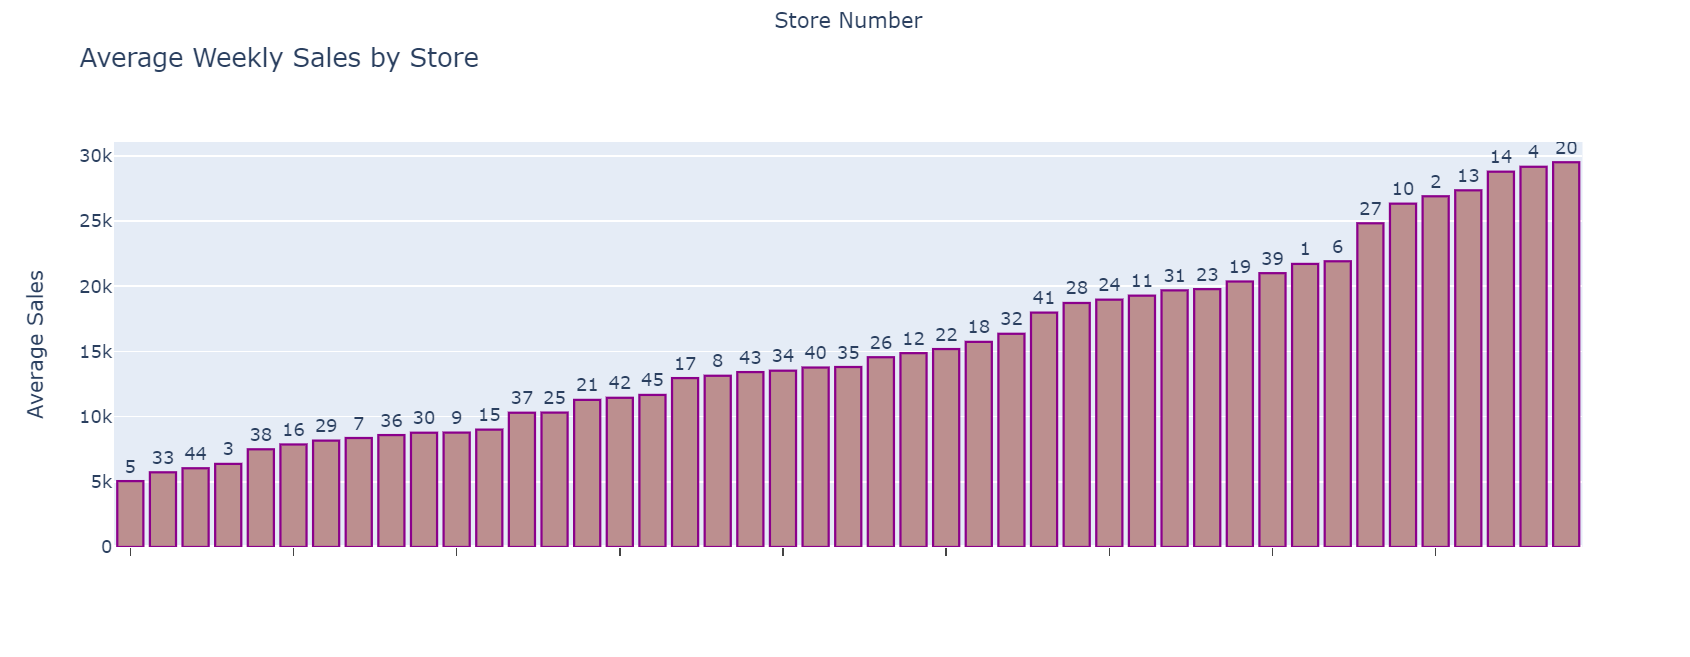 Store Number
Average Weekly Sales by Store
Average Sales
30k
25k
20k
15k
10k
5k
0
5 33 44 3 38 16 29 7 36 30 9 15 37 25 21 42 45 17 8 43 34 40 35 26 12 22 18 32 41 28 24 11 31 23 19 39 1 6 27 10 2 13 14 4 20